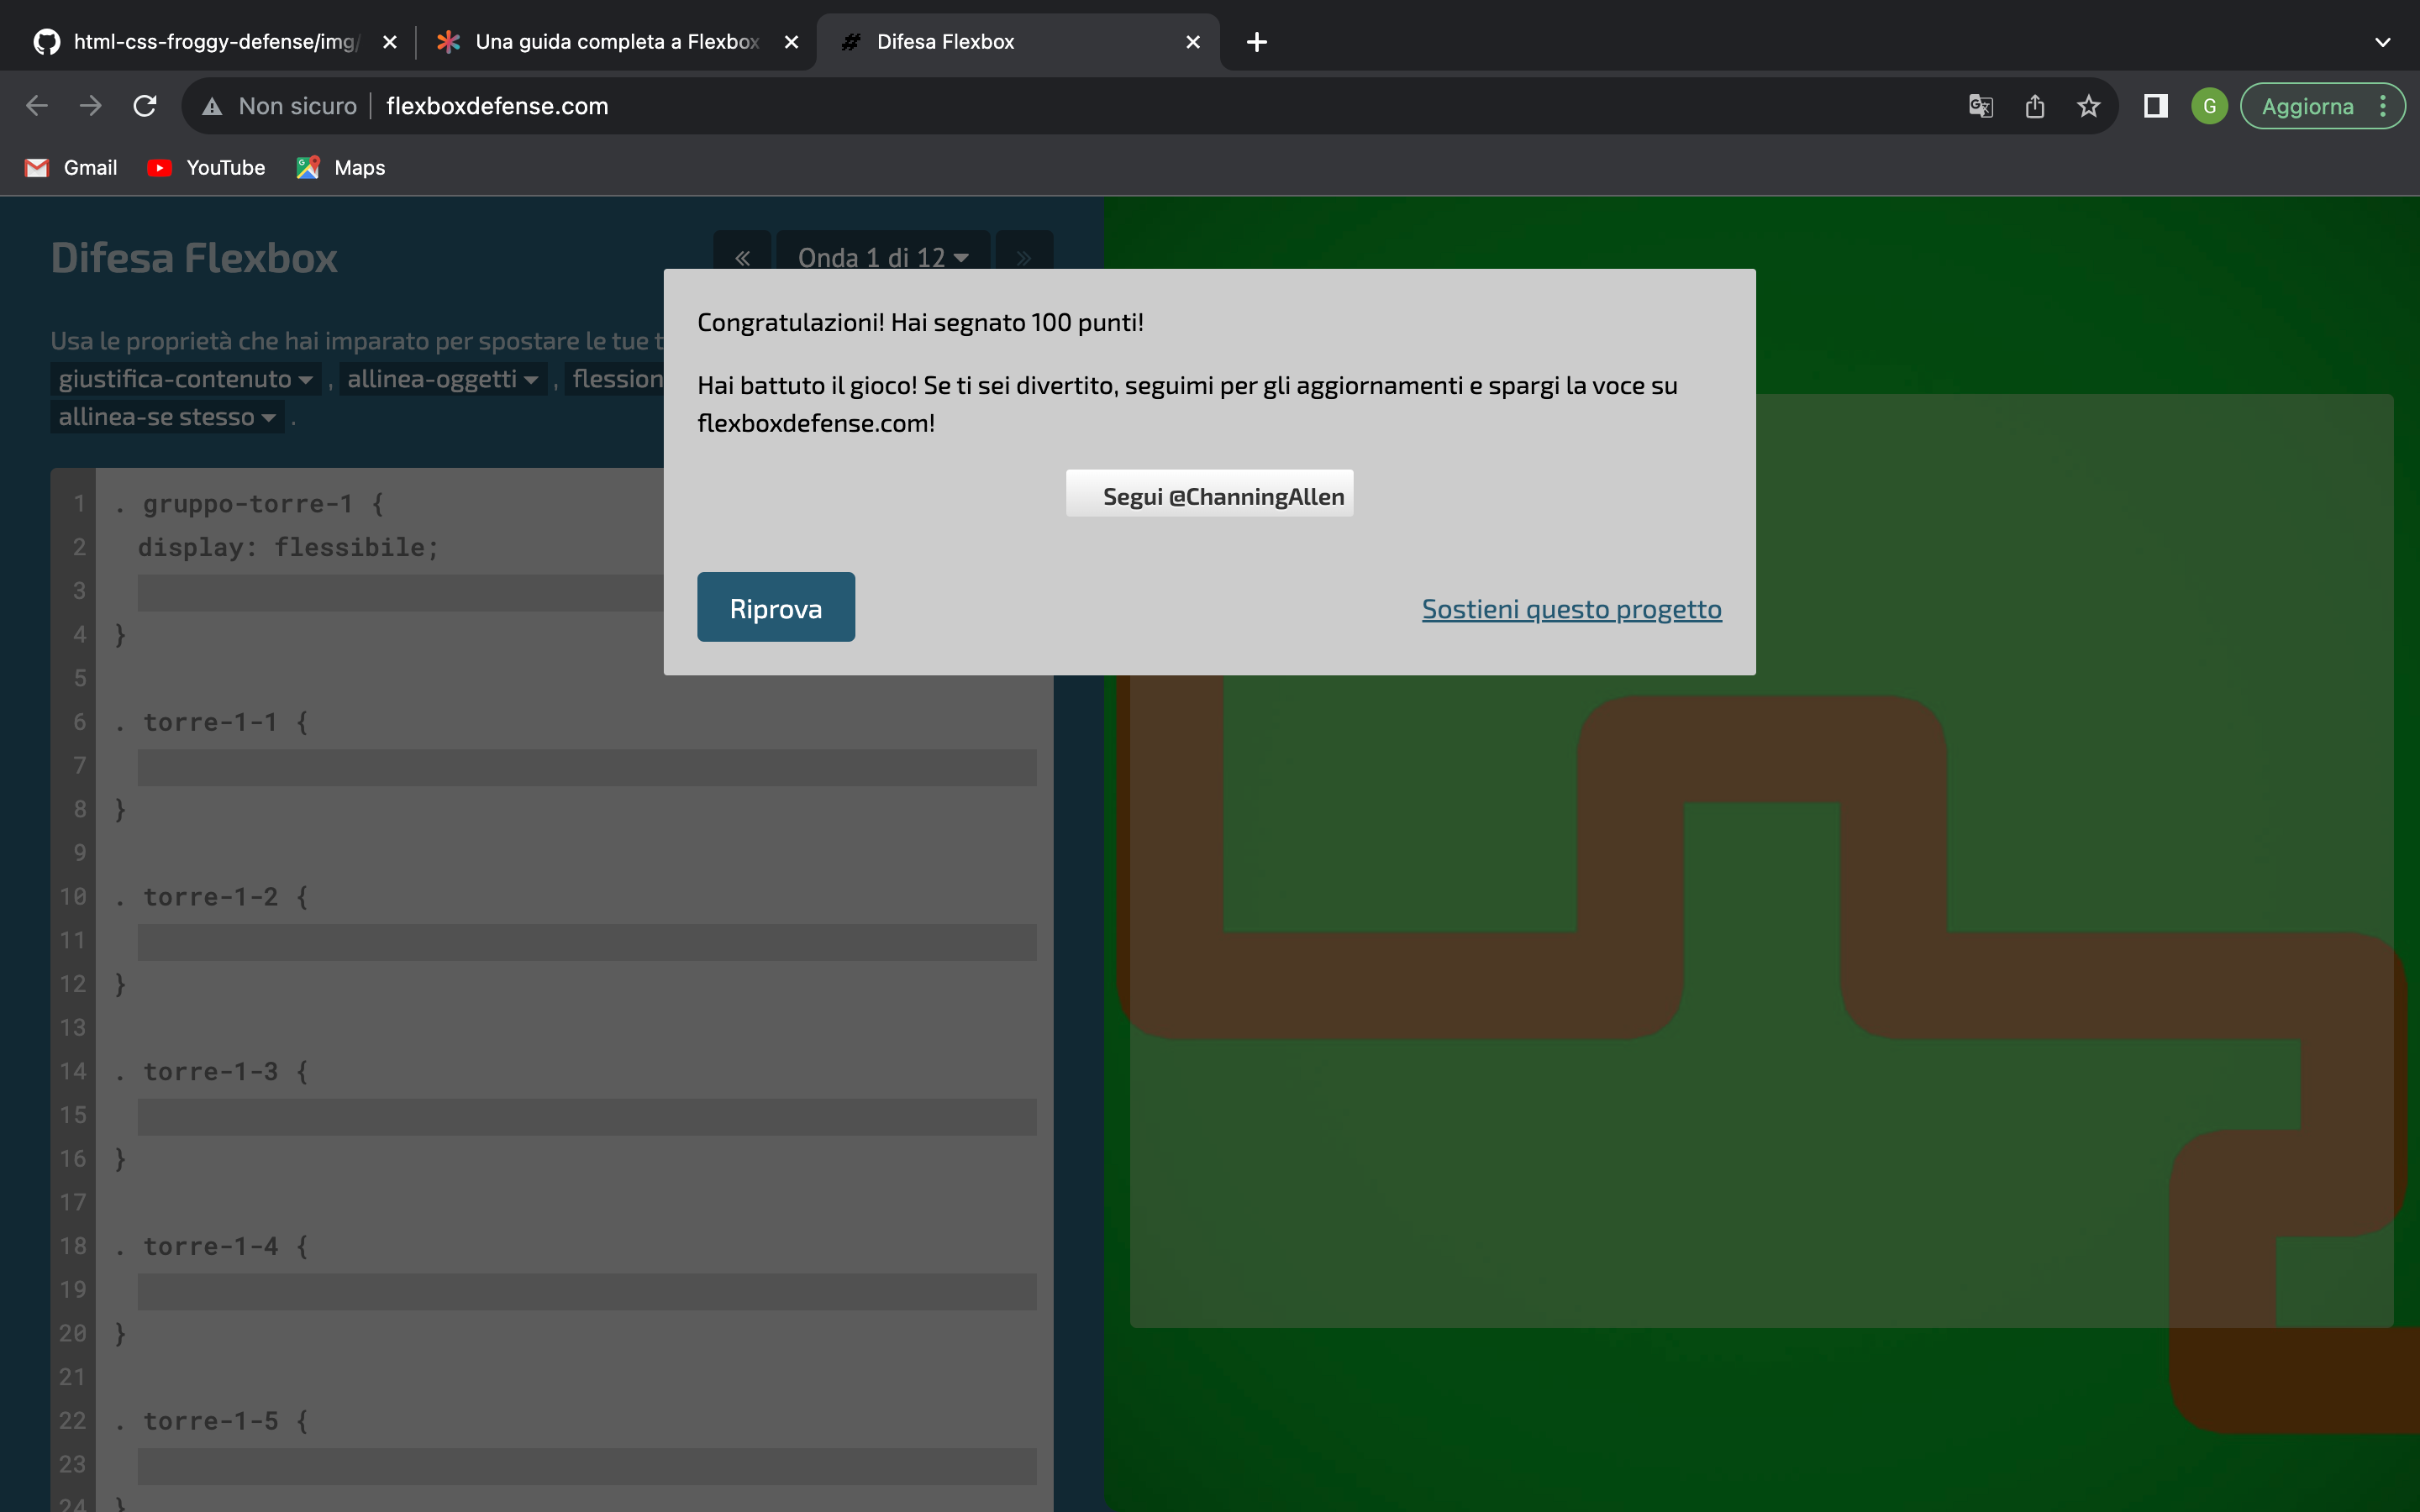 html-css-froggy-defense/img/
Una guida completa a Flexbox
Difesa Flexbox
Non sicuro
flexboxdefense.com
G
Aggiorna
Gmail
YouTube
Maps
Difesa Flexbox
« Onda 1 di 12 »
Usa le proprietà che hai imparato per spostare le tue t
giustifica-contenuto , allinea-oggetti , flession
allinea-se stesso .
Congratulazioni! Hai segnato 100 punti!
Hai battuto il gioco! Se ti sei divertito, seguimi per gli aggiornamenti e spargi la voce su
flexboxdefense.com!
Segui @ChanningAllen
Riprova
Sostieni questo progetto
1 . gruppo-torre-1 {
2 display: flessibile;
3
4 }
5
6 . torre-1-1 {
7
8 }
9
10 . torre-1-2 {
11
12 }
13
14 . torre-1-3 {
15
16 }
17
18 . torre-1-4 {
19
20 }
21
22 . torre-1-5 {
23
24 }